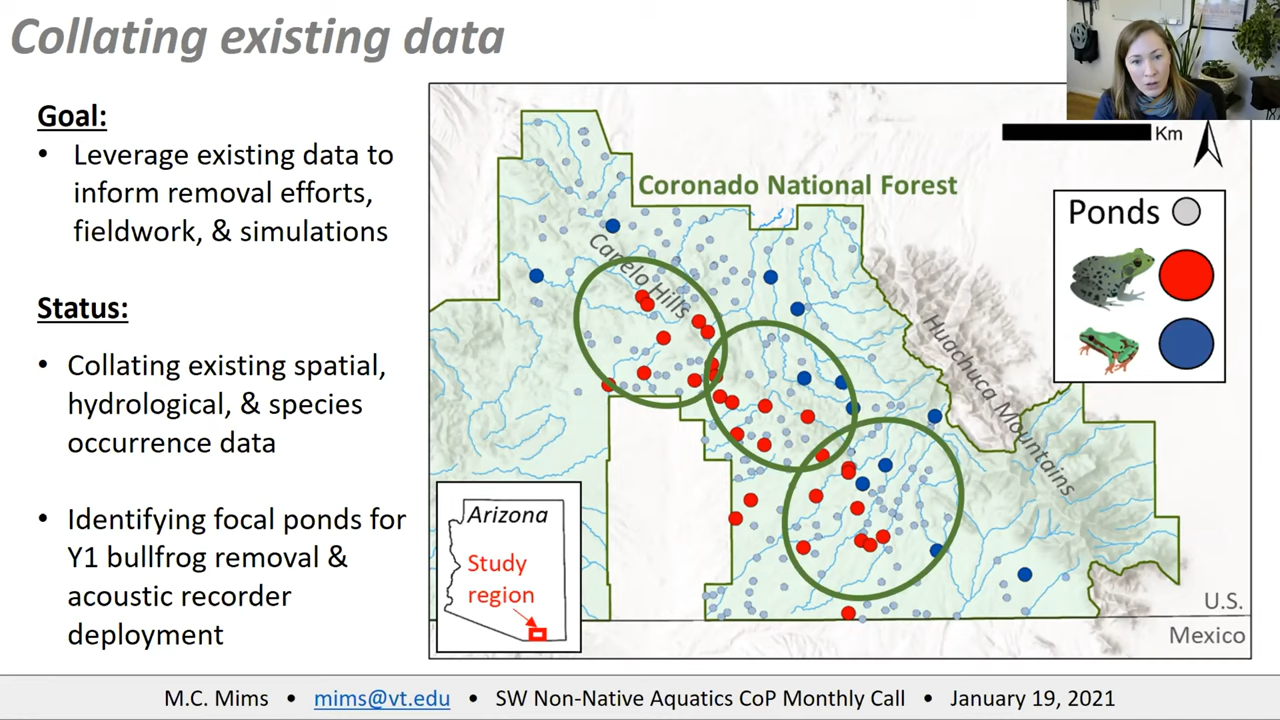 Collating existing data
Goal:
• Leverage existing data to
inform removal efforts,
fieldwork, & simulations
Status:
• Collating existing spatial,
hydrological, & species
occurrence data
• Identifying focal ponds for
Y1 bullfrog removal &
acoustic recorder
deployment
Km
Coronado National Forest
Ponds
Canelo Hills
Huachuca Mountains
Arizona
Study
region
U.S.
Mexico
M.C. Mims • mims@vt.edu • SW Non-Native Aquatics CoP Monthly Call • January 19, 2021